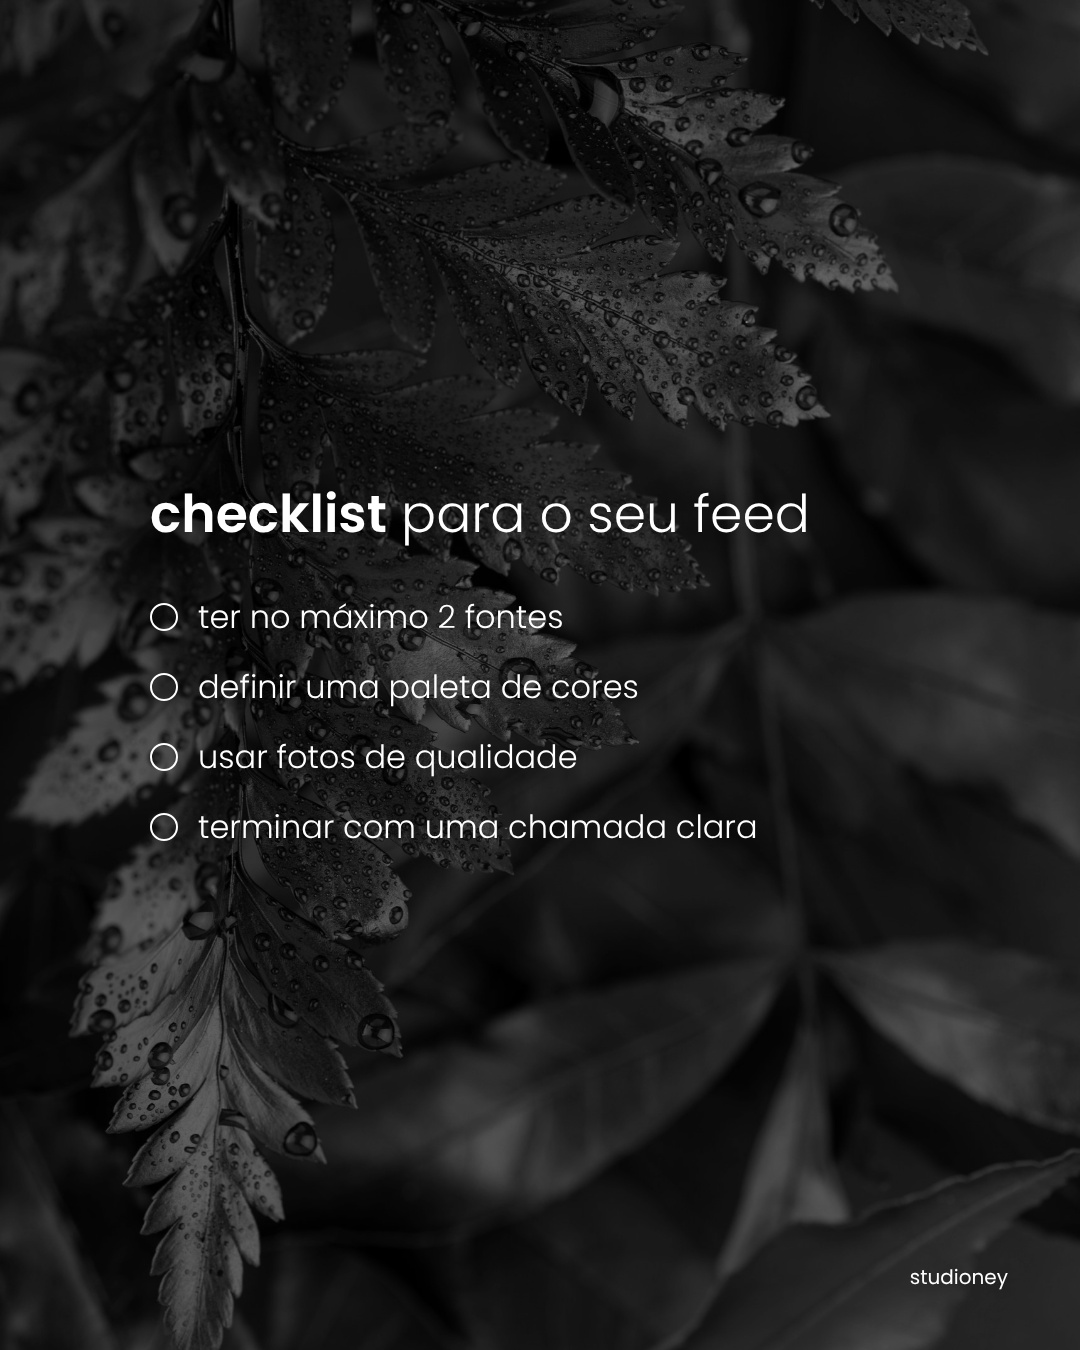 checklist para o seu feed
ter no máximo 2 fontes
definir uma paleta de cores
usar fotos de qualidade
terminar com uma chamada clara
studioney